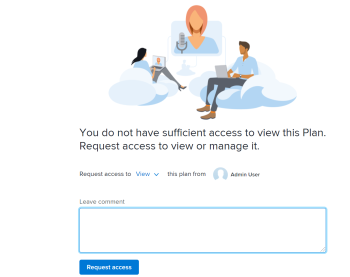 You do not have sufficient access to view this Plan.
Request access to view or manage it.
Request access to View this plan from Admin User
Leave comment
Request access